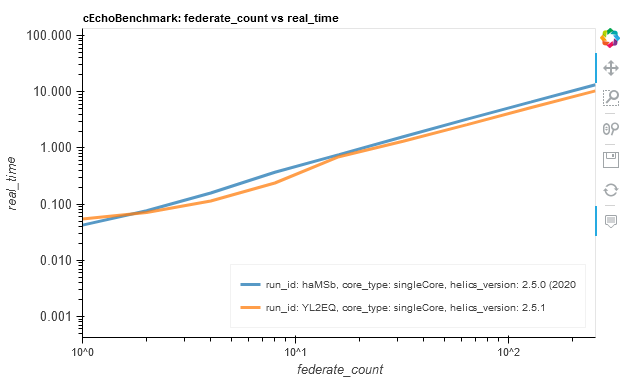 cEchoBenchmark: federate_count vs real_time
100.000
10.000
1.000
0.100
0.010
0.001
real_time
run_id: haMSb, core_type: singleCore, helics_version: 2.5.0 (2020
run_id: YL2EQ, core_type: singleCore, helics_version: 2.5.1
10^0
10^1
10^2
federate_count